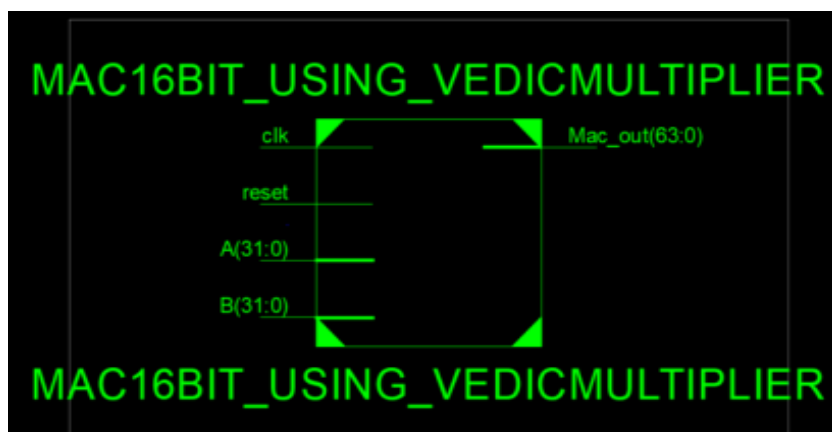 MAC16BIT_USING_VEDICMULTIPLIER
clk
Mac_out(63:0)
reset
A(31:0)
B(31:0)
MAC16BIT_USING_VEDICMULTIPLIER